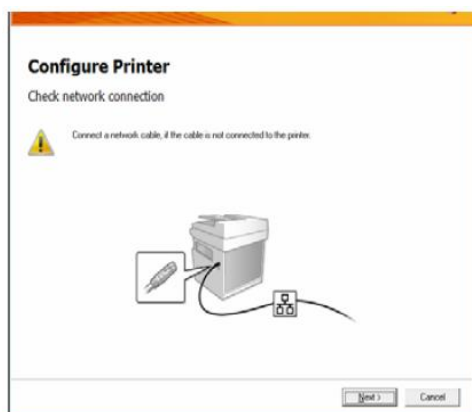 Configure Printer
Check network connection
Connect a network cable, if the cable is not connected to the printer.
Next >
Cancel